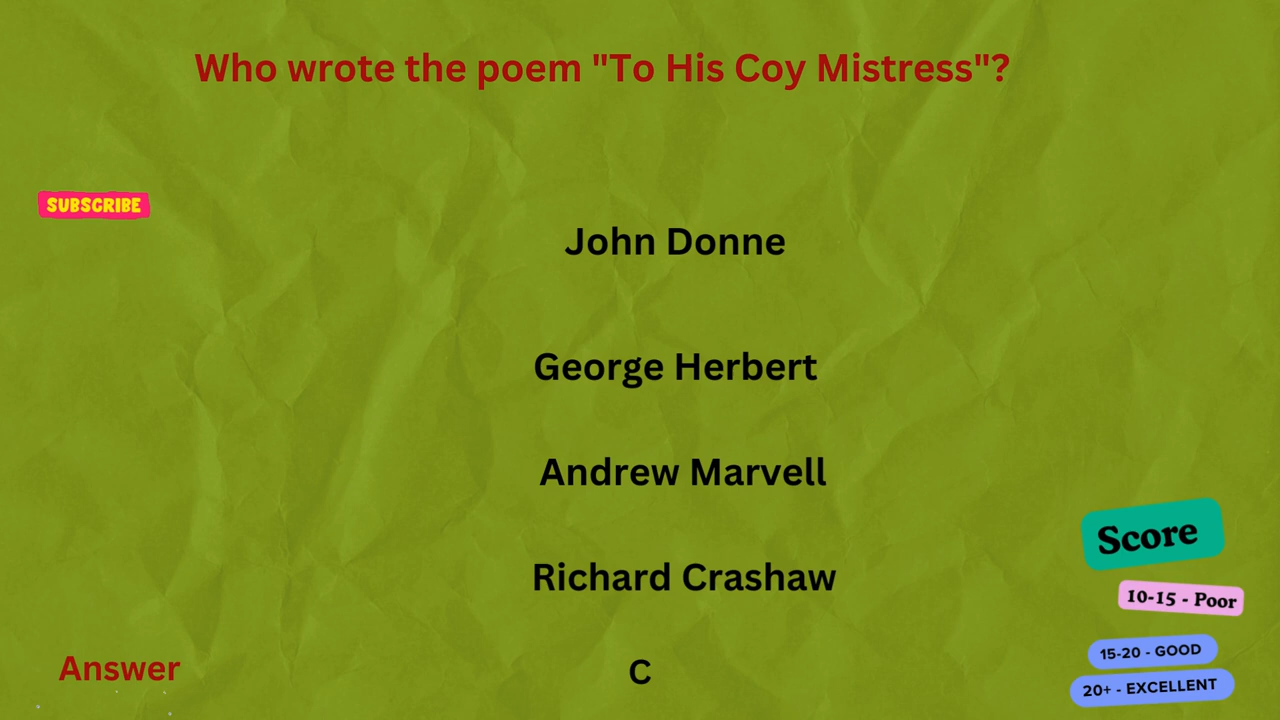 Who wrote the poem "To His Coy Mistress"?
SUBSCRIBE
John Donne
George Herbert
Andrew Marvell
Richard Crashaw
Score
10-15 - Poor
15-20 - GOOD
20+ - EXCELLENT
Answer
C